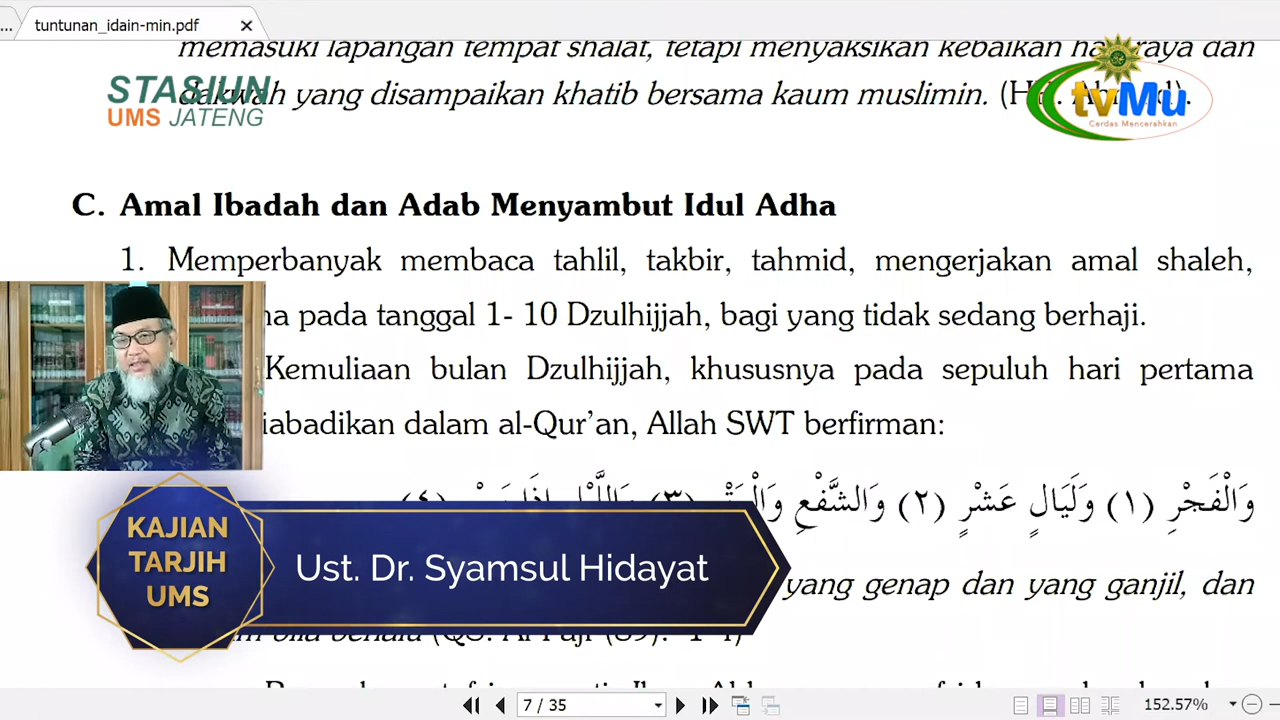 ... tuntunan_idain-min.pdf
memasuki lapangan tempat shalat, tetapi menyaksikan kebaikan hari raya dan
dakwah yang disampaikan khatib bersama kaum muslimin.
STASIUN
UMS JATENG
tvMu
Cerdas Mencerahkan
C. Amal Ibadah dan Adab Menyambut Idul Adha
1. Memperbanyak membaca tahlil, takbir, tahmid, mengerjakan amal shaleh,
pada tanggal 1- 10 Dzulhijjah, bagi yang tidak sedang berhaji.
Kemuliaan bulan Dzulhijjah, khususnya pada sepuluh hari pertama
dalam al-Qur'an, Allah SWT berfirman:
وَالْفَجْرِ (١) وَلَيَالٍ عَشْرٍ (٢) وَالشَّفْعِ
yang genap dan yang ganjil, dan
KAJIAN
TARJIH
UMS
Ust. Dr. Syamsul Hidayat
7 / 35
152.57%